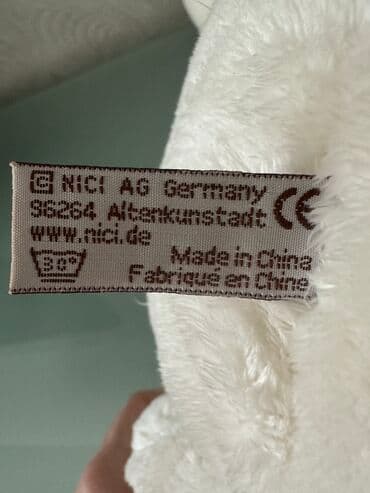 © NICI AG Germany
96264 Altenkunstadt CE
www.nici.de
30°
Made in China
Fabriqué en Chine